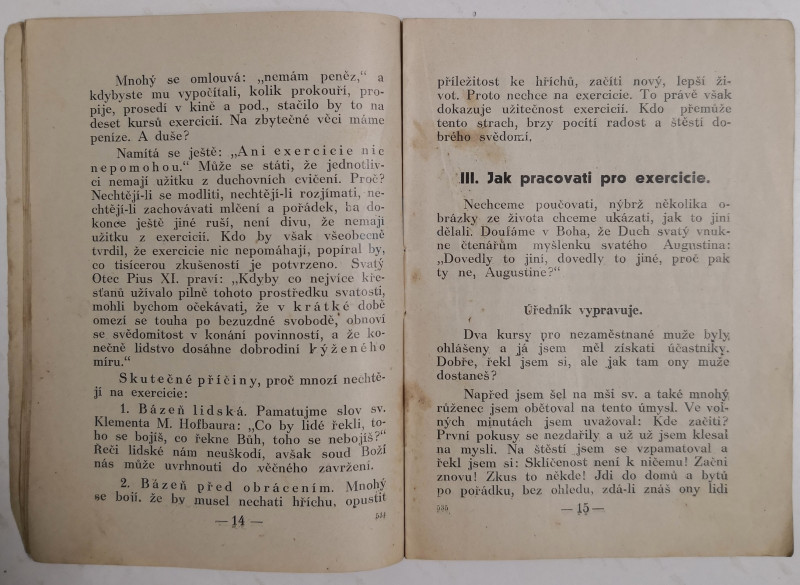 Mnohý se omlouvá: „nemám peněz,“ a
kdybyste mu vypočítali, kolik prokouří, pro-
pije, prosedí v kině a pod., stačilo by to na
deset kursů exercicií. Na zbytečné věci máme
peníze. A duše?
Namítá se ještě: „Ani exercicie nic
nepomohou.“ Může se státi, že jednotliv-
ci nemají užitku z duchovních cvičení. Proč?
Nechtějí-li se modliti, nechtějí-li rozjímati, ne-
chtějí-li zachovávati mlčení a pořádek, ba do-
konce ještě jiné ruší, není divu, že nemají
užitku z exercicií. Kdo by však všeobecně
tvrdil, že exercicie nic nepomáhají, popíral by,
co tisícerou zkušeností je potvrzeno. Svatý
Otec Pius XI. praví: „Kdyby co nejvíce kře-
sťanů užívalo pilně tohoto prostředku svatosti,
mohli bychom očekávati, že v krátké době
omezí se touha po bezuzdné svobodě, obnoví
se svědomitost v konání povinností, a že ko-
nečně lidstvo dosáhne dobrodiní kýženého
míru.“
Skutečné příčiny, proč mnozí nechtě-
jí na exercicie:
1. Bázeň lidská. Pamatujme slov sv.
Klementa M. Hofbaura: „Co by lidé řekli, to-
ho se bojíš, co řekne Bůh, toho se nebojíš?“
Řeči lidské nám neuškodí, avšak soud Boží
nás může uvrhnouti do věčného zavržení.
2. Bázeň před obrácením. Mnohý
se bojí, že by musel nechati hříchu, opustit
— 14 —
příležitost ke hříchů, začíti nový, lepší ži-
vot. Proto nechce na exercicie. To právě však
dokazuje užitečnost exercicií. Kdo přemůže
tento strach, brzy pocítí radost a štěstí do-
brého svědomí.
III. Jak pracovati pro exercicie.
Nechceme poučovati, nýbrž několika o-
brázky ze života chceme ukázati, jak to jiní
dělali. Doufáme v Boha, že Duch svatý vnuk-
ne čtenářům myšlenku svatého Augustina:
„Dovedly to jiní, dovedly to jiné, proč pak
ty ne, Augustine?“
Úředník vypravuje.
Dva kursy pro nezaměstnané muže byly
ohlášeny a já jsem měl získati účastníky.
Dobře, řekl jsem si, ale jak tam ony muže
dostaneš?
Napřed jsem šel na mši sv. a také mnohý
růženec jsem obětoval na tento úmysl. Ve vol-
ných minutách jsem uvažoval: Kde začíti?
První pokusy se nezdařily a už už jsem klesal
na mysli. Na štěstí jsem se vzpamatoval a
řekl jsem si: Sklíčenost není k ničemu! Začni
znovu! Zkus to někde! Jdi do domů a bytů
po pořádku, bez ohledu, zdá-li znáš ony lidi
— 15 —